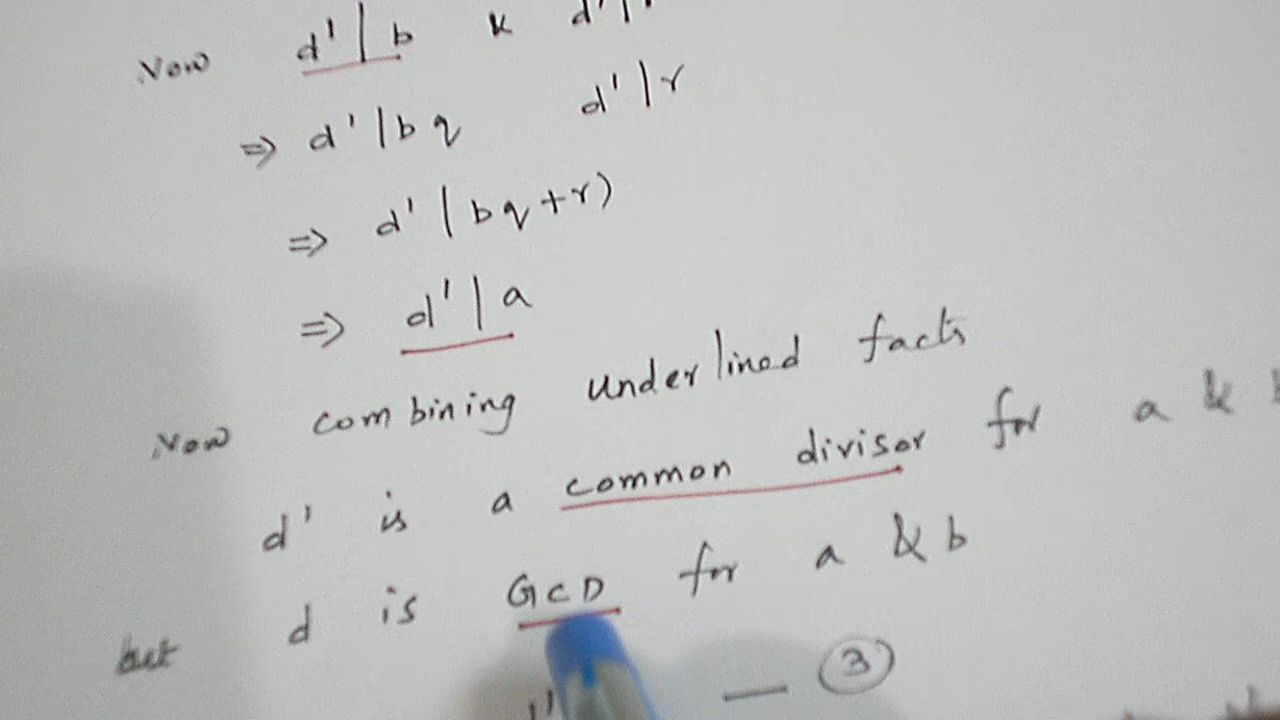 Now d' | b & d' |
=> d' | bq d' | r
=> d' | (bq + r)
=> d' | a
Now combining underlined facts
d' is a common divisor for a &
but d is GCD for a & b
— 3